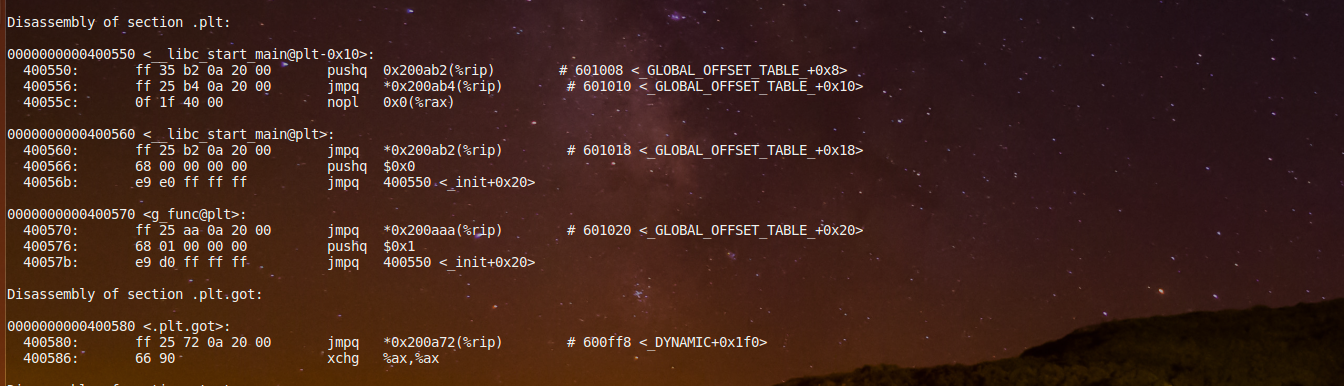 Disassembly of section .plt:
0000000000400550 <__libc_start_main@plt-0x10>:
400550: ff 35 b2 0a 20 00 pushq 0x200ab2(%rip) # 601008 <_GLOBAL_OFFSET_TABLE_+0x8>
400556: ff 25 b4 0a 20 00 jmpq *0x200ab4(%rip) # 601010 <_GLOBAL_OFFSET_TABLE_+0x10>
40055c: 0f 1f 40 00 nopl 0x0(%rax)
0000000000400560 <__libc_start_main@plt>:
400560: ff 25 b2 0a 20 00 jmpq *0x200ab2(%rip) # 601018 <_GLOBAL_OFFSET_TABLE_+0x18>
400566: 68 00 00 00 00 pushq $0x0
40056b: e9 e0 ff ff ff jmpq 400550 <_init+0x20>
0000000000400570 <g_func@plt>:
400570: ff 25 aa 0a 20 00 jmpq *0x200aaa(%rip) # 601020 <_GLOBAL_OFFSET_TABLE_+0x20>
400576: 68 01 00 00 00 pushq $0x1
40057b: e9 d0 ff ff ff jmpq 400550 <_init+0x20>
Disassembly of section .plt.got:
0000000000400580 <.plt.got>:
400580: ff 25 72 0a 20 00 jmpq *0x200a72(%rip) # 600ff8 <_DYNAMIC+0x1f0>
400586: 66 90 xchg %ax,%ax